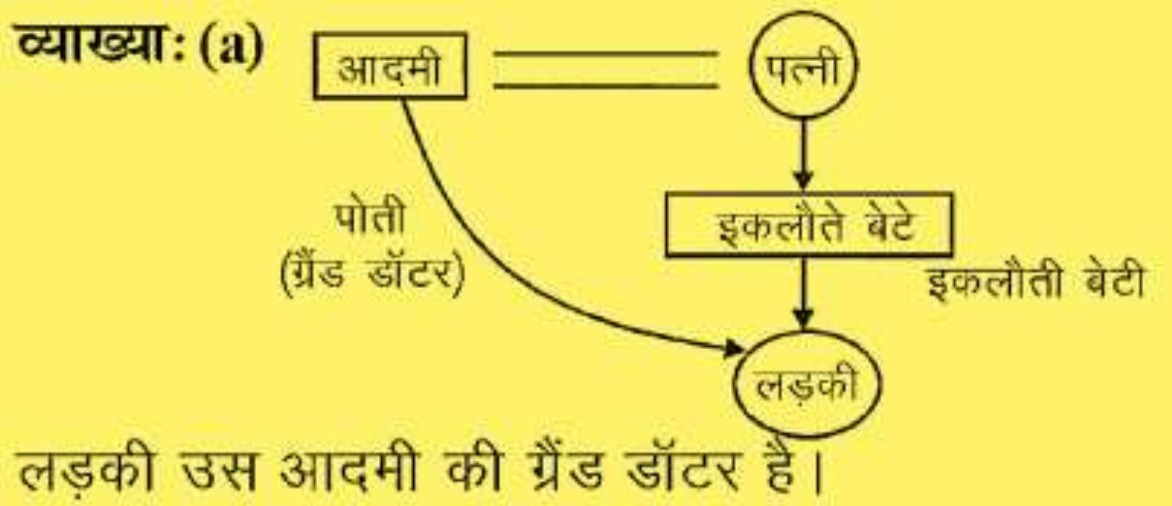 व्याख्या: (a)
आदमी
पत्नी
इकलौते बेटे
पोती
(ग्रैंड डॉटर)
इकलौती बेटी
लड़की
लड़की उस आदमी की ग्रैंड डॉटर है।